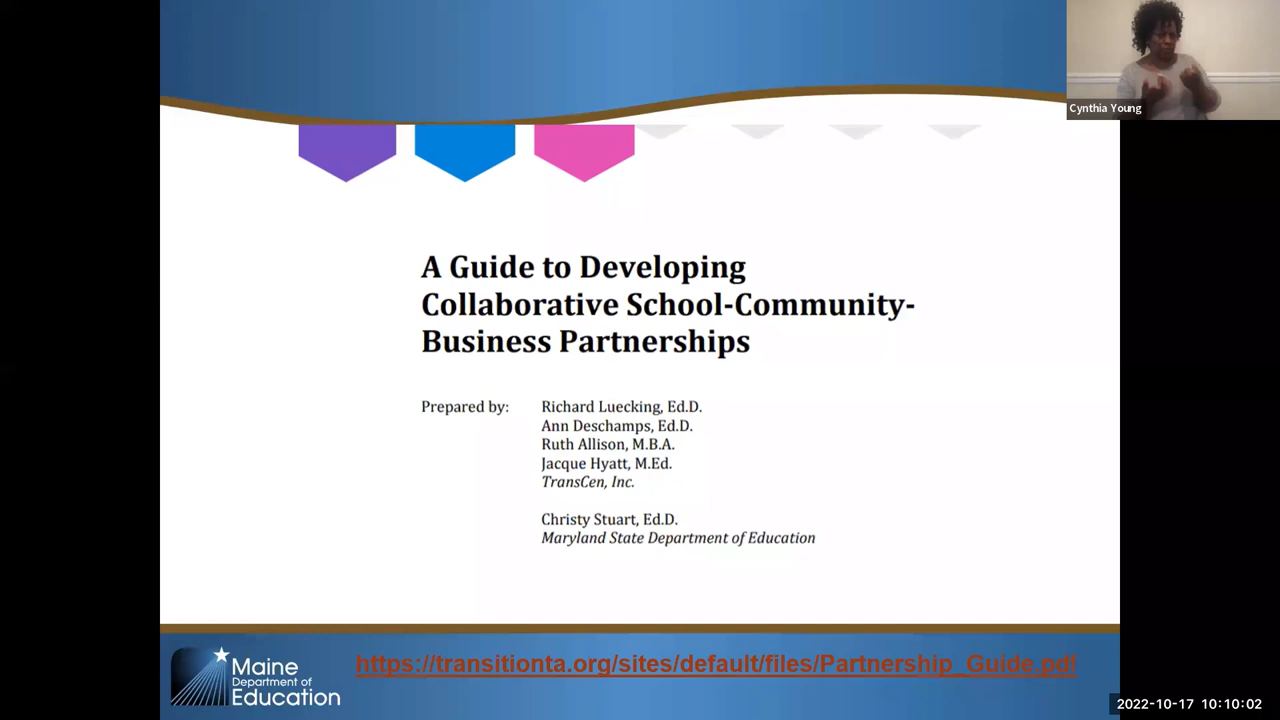 Cynthia Young
A Guide to Developing
Collaborative School-Community-
Business Partnerships
Prepared by:
Richard Luecking, Ed.D.
Ann Deschamps, Ed.D.
Ruth Allison, M.B.A.
Jacque Hyatt, M.Ed.
TransCen, Inc.
Christy Stuart, Ed.D.
Maryland State Department of Education
Maine
Department of
Education
https://transitionta.org/sites/default/files/Partnership_Guide.pdf
2022-10-17 10:10:02